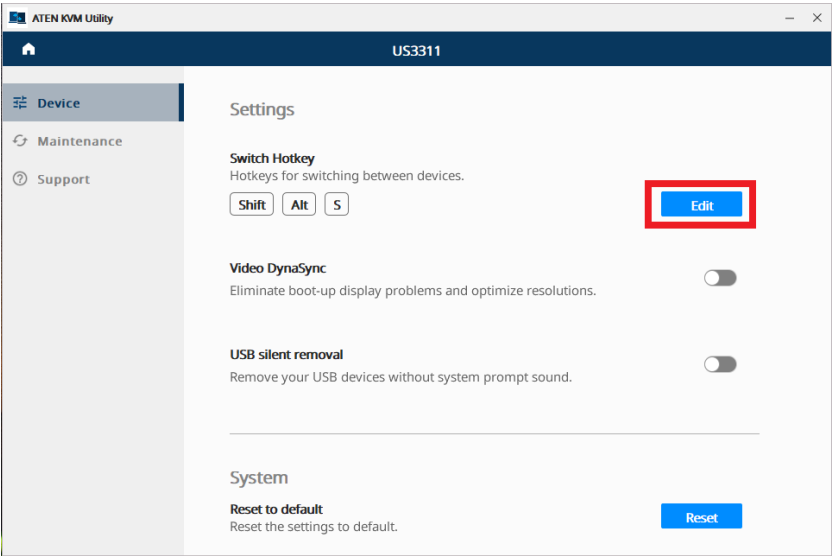 ATEN KVM Utility
US3311
Device
Maintenance
Support
Settings
Switch Hotkey
Hotkeys for switching between devices.
Shift Alt S
Edit
Video DynaSync
Eliminate boot-up display problems and optimize resolutions.
USB silent removal
Remove your USB devices without system prompt sound.
System
Reset to default
Reset the settings to default.
Reset